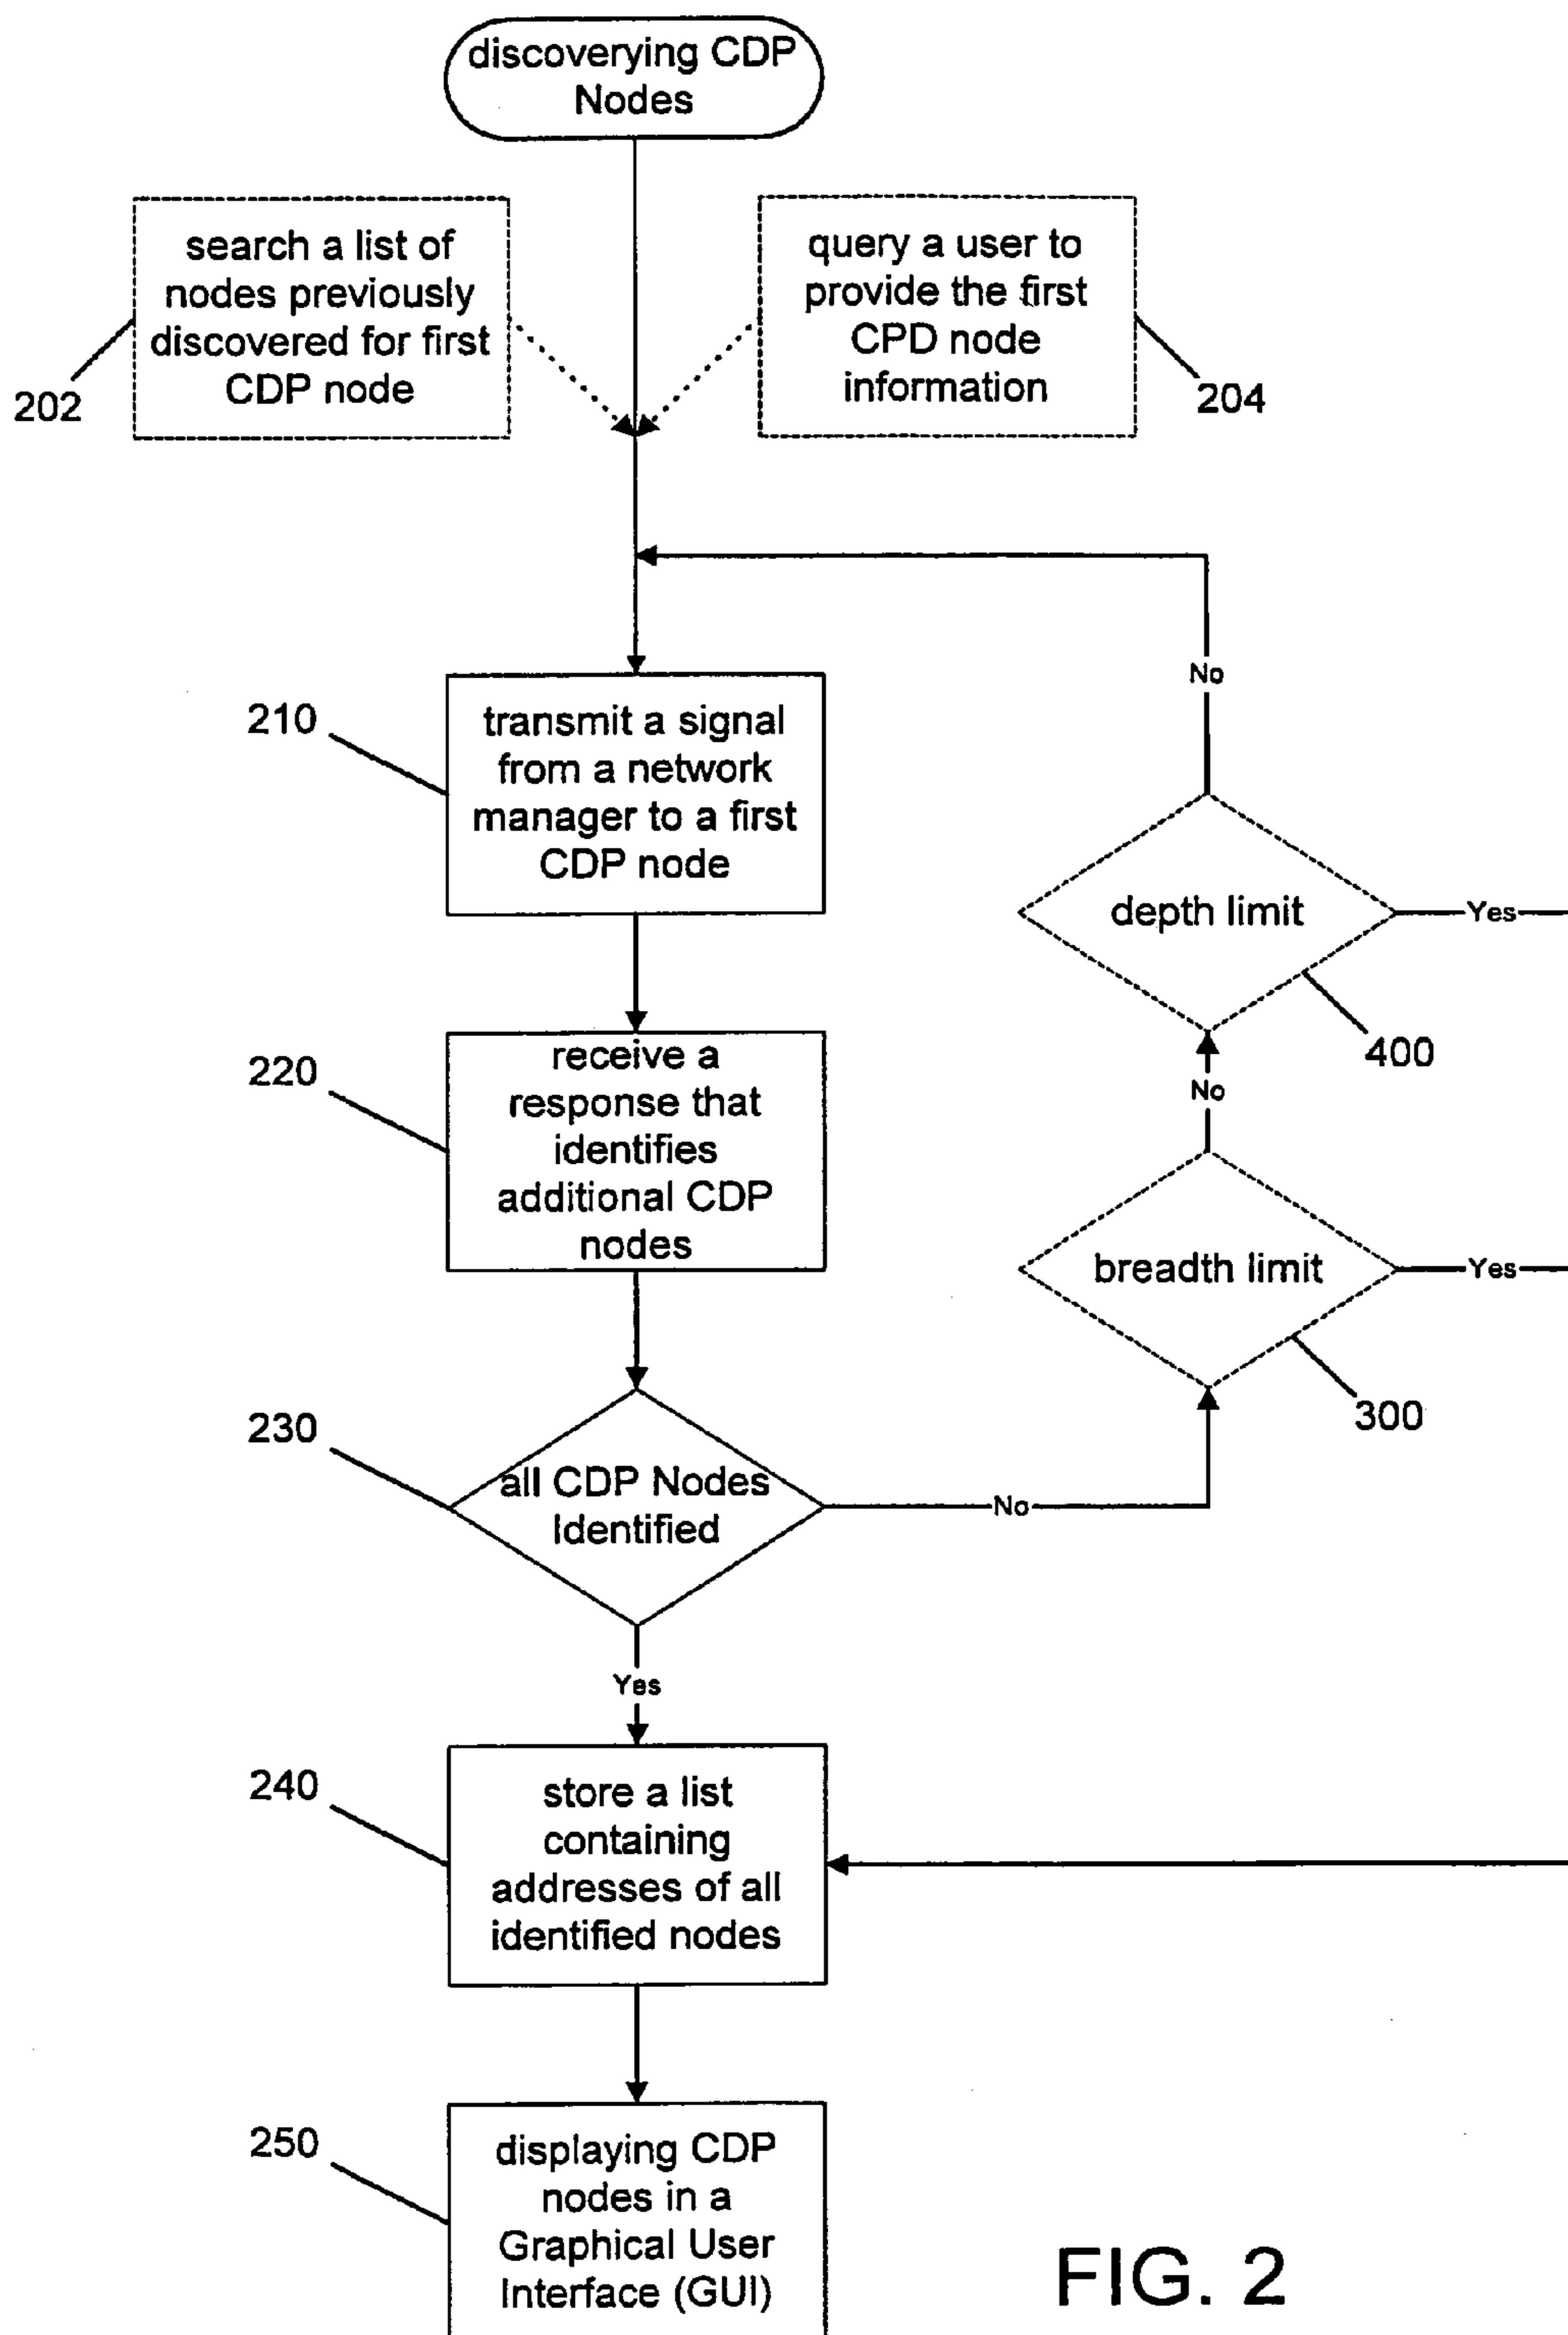 discoverying CDP
Nodes
search a list of
nodes previously
discovered for first
CDP node
202
query a user to
provide the first
CPD node
information
204
No
210
transmit a signal
from a network
manager to a first
CDP node
depth limit
Yes
400
220
receive a
response that
identifies
additional CDP
nodes
No
breadth limit
Yes
300
230
all CDP Nodes
Identified
No
Yes
240
store a list
containing
addresses of all
identified nodes
250
displaying CDP
nodes in a
Graphical User
Interface (GUI)
FIG. 2